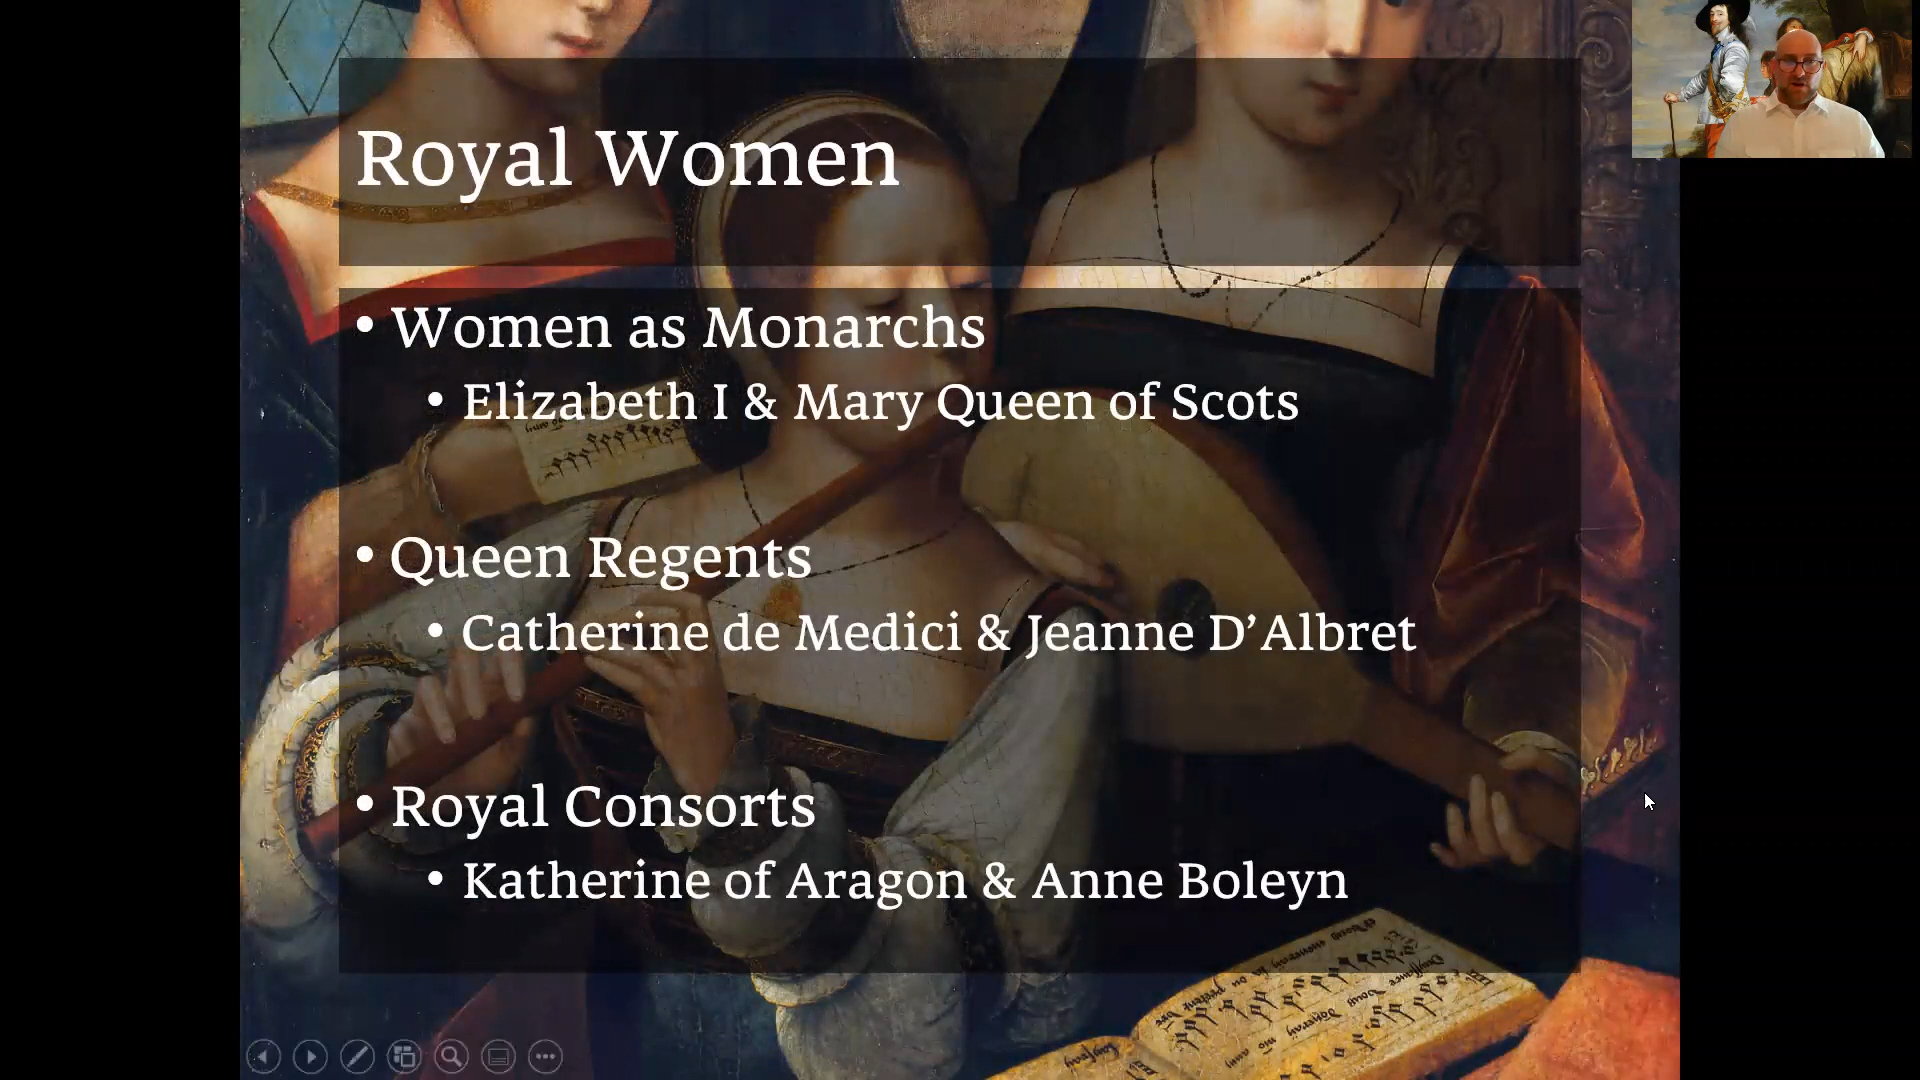 Royal Women
• Women as Monarchs
• Elizabeth I & Mary Queen of Scots
• Queen Regents
• Catherine de Medici & Jeanne D’Albret
• Royal Consorts
• Katherine of Aragon & Anne Boleyn